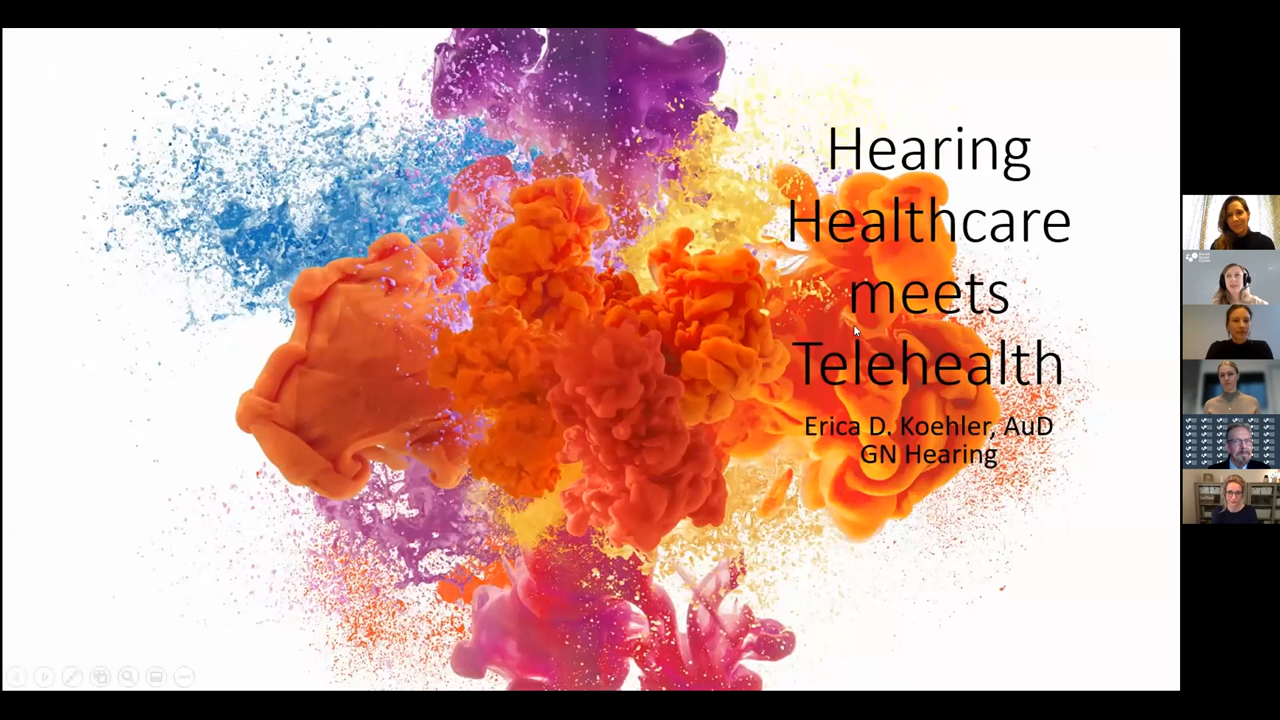 Hearing
Healthcare
meets
Telehealth
Erica D. Koehler, AuD
GN Hearing